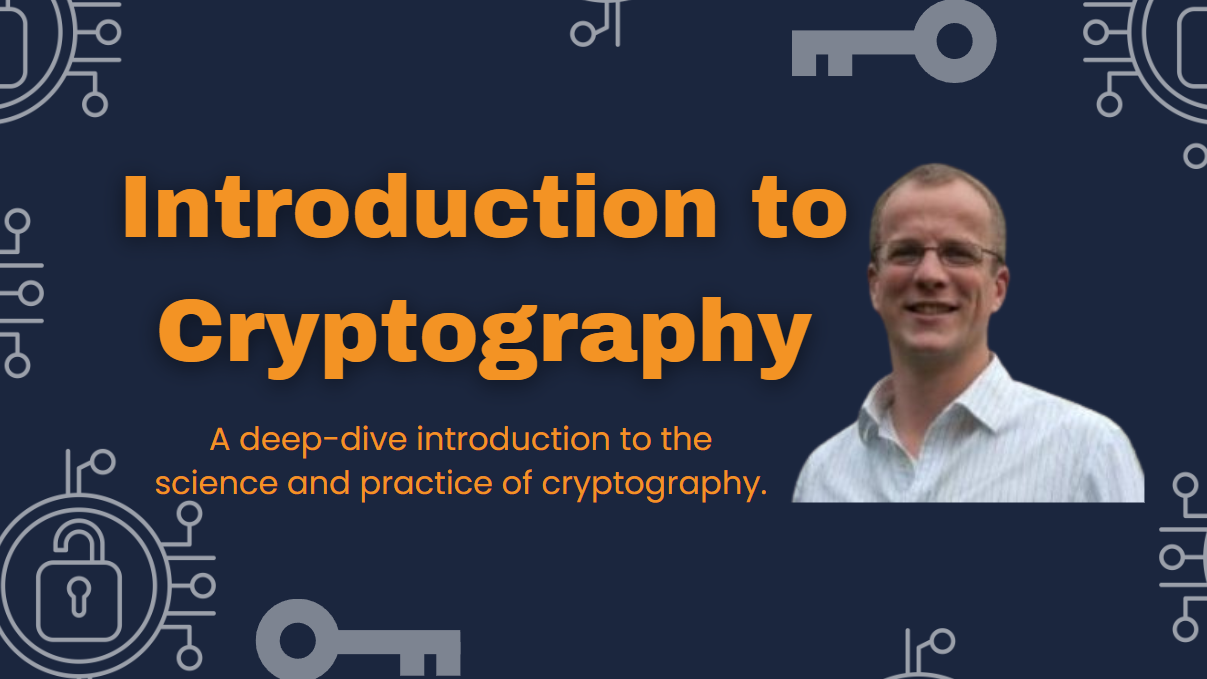 Introduction to
Cryptography
A deep-dive introduction to the
science and practice of cryptography.